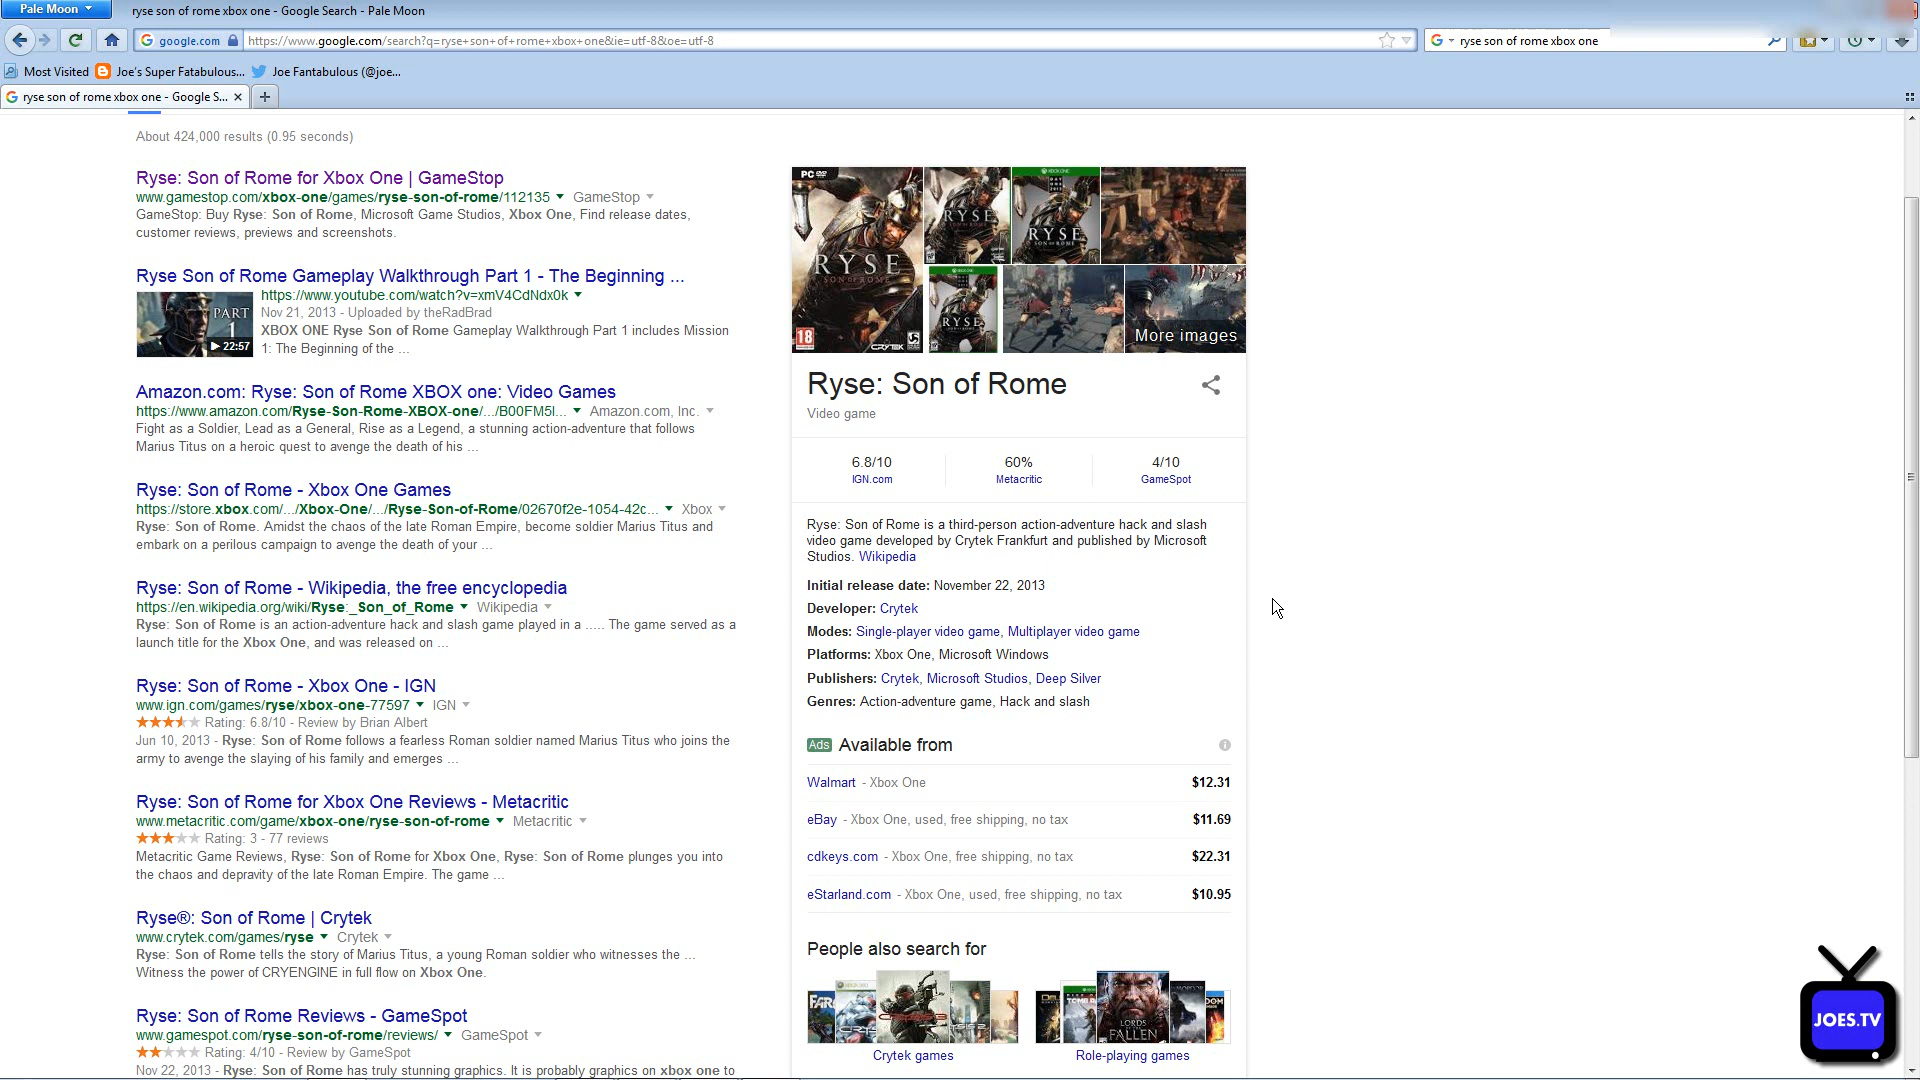 Pale Moon
ryse son of rome xbox one - Google Search - Pale Moon
google.com
https://www.google.com/search?q=ryse+son+of+rome+xbox+one&ie=utf-8&oe=utf-8
ryse son of rome xbox one
Most Visited
Joe's Super Fatabulous...
Joe Fantabulous (@joe...
ryse son of rome xbox one - Google S...
About 424,000 results (0.95 seconds)
Ryse: Son of Rome for Xbox One | GameStop
www.gamestop.com/xbox-one/games/ryse-son-of-rome/112135 GameStop
GameStop: Buy Ryse: Son of Rome, Microsoft Game Studios, Xbox One, Find release dates,
customer reviews, previews and screenshots.
Ryse Son of Rome Gameplay Walkthrough Part 1 - The Beginning ...
PART
1
22:57
https://www.youtube.com/watch?v=xmV4CdNdx0k
Nov 21, 2013 - Uploaded by theRadBrad
XBOX ONE Ryse Son of Rome Gameplay Walkthrough Part 1 includes Mission
1: The Beginning of the ...
Amazon.com: Ryse: Son of Rome XBOX one: Video Games
https://www.amazon.com/Ryse-Son-Rome-XBOX-one/.../B00FM5I... Amazon.com, Inc.
Fight as a Soldier, Lead as a General, Rise as a Legend, a stunning action-adventure that follows
Marius Titus on a heroic quest to avenge the death of his ...
Ryse: Son of Rome - Xbox One Games
https://store.xbox.com/.../Xbox-One/.../Ryse-Son-of-Rome/02670f2e-1054-42c... Xbox
Ryse: Son of Rome. Amidst the chaos of the late Roman Empire, become soldier Marius Titus and
embark on a perilous campaign to avenge the death of your ...
Ryse: Son of Rome - Wikipedia, the free encyclopedia
https://en.wikipedia.org/wiki/Ryse:_Son_of_Rome Wikipedia
Ryse: Son of Rome is an action-adventure hack and slash game played in a ..... The game served as a
launch title for the Xbox One, and was released on ...
Ryse: Son of Rome - Xbox One - IGN
www.ign.com/games/ryse/xbox-one-77597 IGN
Rating: 6.8/10 - Review by Brian Albert
Jun 10, 2013 - Ryse: Son of Rome follows a fearless Roman soldier named Marius Titus who joins the
army to avenge the slaying of his family and emerges ...
Ryse: Son of Rome for Xbox One Reviews - Metacritic
www.metacritic.com/game/xbox-one/ryse-son-of-rome Metacritic
Rating: 3 - 77 reviews
Metacritic Game Reviews, Ryse: Son of Rome for Xbox One, Ryse: Son of Rome plunges you into
the chaos and depravity of the late Roman Empire. The game ...
Ryse®: Son of Rome | Crytek
www.crytek.com/games/ryse Crytek
Ryse: Son of Rome tells the story of Marius Titus, a young Roman soldier who witnesses the ...
Witness the power of CRYENGINE in full flow on Xbox One.
Ryse: Son of Rome Reviews - GameSpot
www.gamespot.com/ryse-son-of-rome/reviews/ GameSpot
Rating: 4/10 - Review by GameSpot
Nov 22, 2013 - Ryse: Son of Rome has truly stunning graphics. It is probably graphics on xbox one to
PC DVD
RYSE
SON OF ROME
18
CRYTEK
RYSE
XBOX ONE
RYSE
SON OF ROME
RYSE
More images
Ryse: Son of Rome
Video game
6.8/10
IGN.com
60%
Metacritic
4/10
GameSpot
Ryse: Son of Rome is a third-person action-adventure hack and slash
video game developed by Crytek Frankfurt and published by Microsoft
Studios. Wikipedia
Initial release date: November 22, 2013
Developer: Crytek
Modes: Single-player video game, Multiplayer video game
Platforms: Xbox One, Microsoft Windows
Publishers: Crytek, Microsoft Studios, Deep Silver
Genres: Action-adventure game, Hack and slash
Ads Available from
Walmart - Xbox One $12.31
eBay - Xbox One, used, free shipping, no tax $11.69
cdkeys.com - Xbox One, free shipping, no tax $22.31
eStarland.com - Xbox One, used, free shipping, no tax $10.95
People also search for
LORDS
FALLEN
Crytek games
Role-playing games
JOES.TV